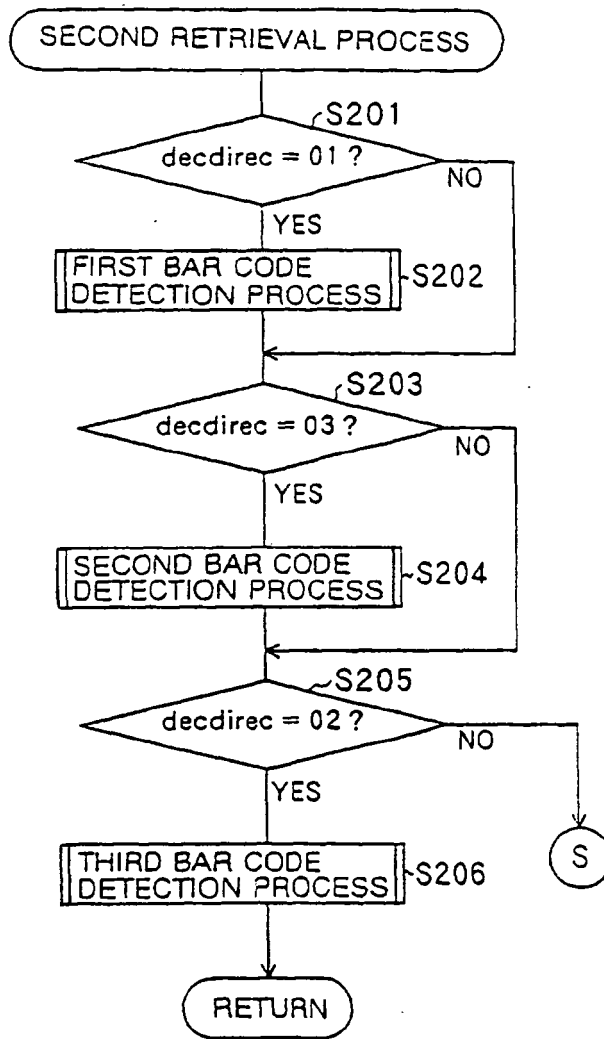 SECOND RETRIEVAL PROCESS
S201
decdirec = 01 ?
NO
YES
FIRST BAR CODE
DETECTION PROCESS
S202
S203
decdirec = 03 ?
NO
YES
SECOND BAR CODE
DETECTION PROCESS
S204
S205
decdirec = 02 ?
NO
YES
THIRD BAR CODE
DETECTION PROCESS
S206
S
RETURN